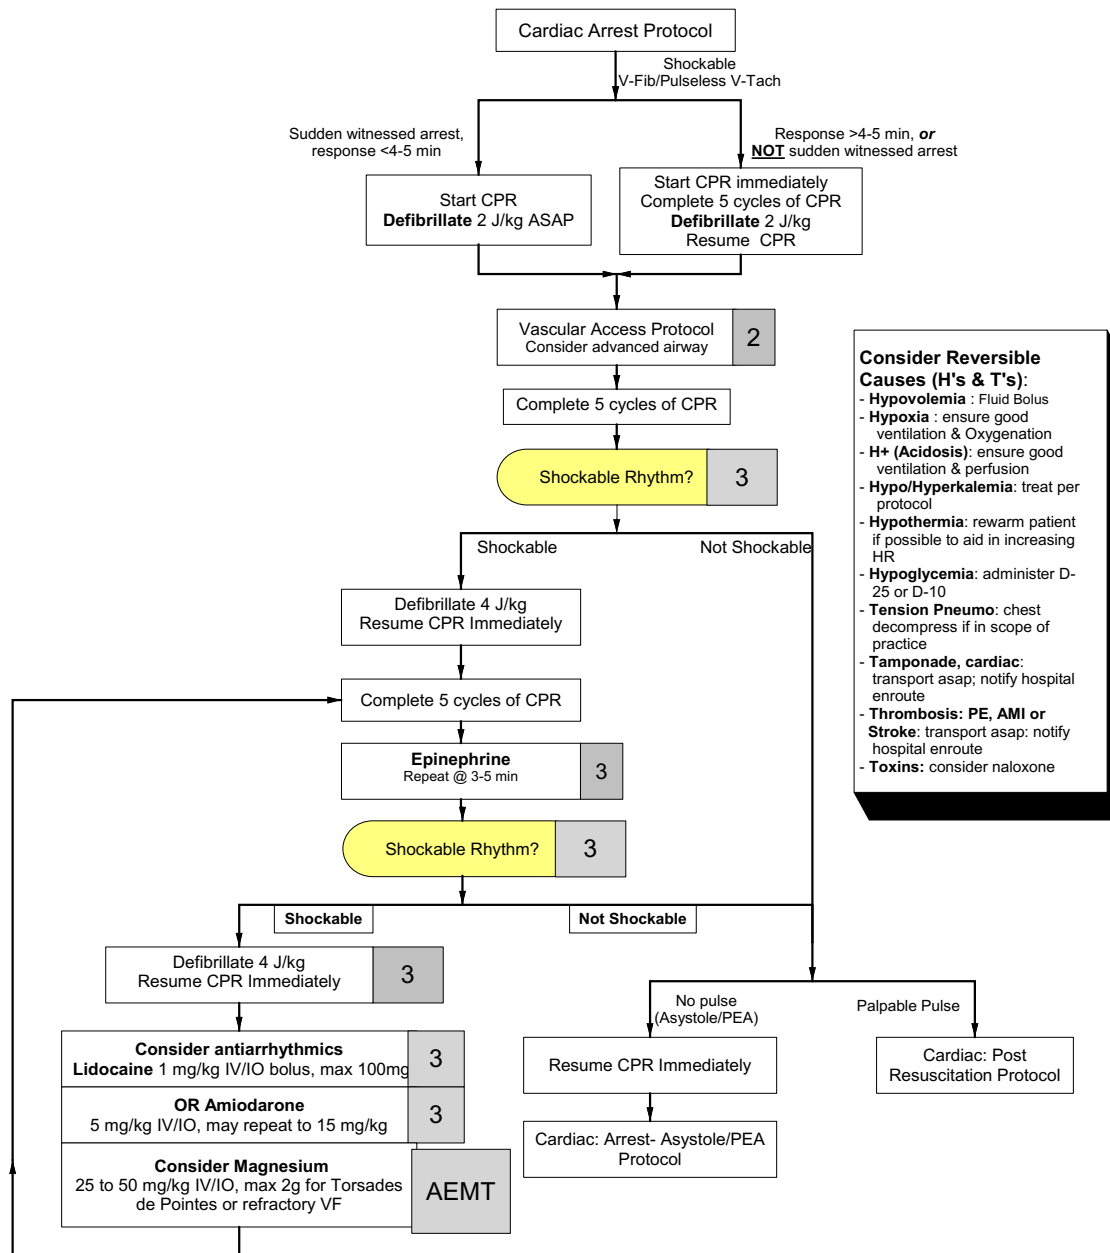 Cardiac Arrest Protocol
Shockable
V-Fib/Pulseless V-Tach
Sudden witnessed arrest,
response <4-5 min
Response >4-5 min, or
NOT sudden witnessed arrest
Start CPR
Defibrillate 2 J/kg ASAP
Start CPR immediately
Complete 5 cycles of CPR
Defibrillate 2 J/kg
Resume CPR
Vascular Access Protocol
Consider advanced airway
2
Complete 5 cycles of CPR
Shockable Rhythm?
3
Shockable
Not Shockable
Defibrillate 4 J/kg
Resume CPR Immediately
Complete 5 cycles of CPR
Epinephrine
Repeat @ 3-5 min
3
Shockable Rhythm?
3
Shockable
Not Shockable
Defibrillate 4 J/kg
Resume CPR Immediately
3
Consider antiarrhythmics
Lidocaine 1 mg/kg IV/IO bolus, max 100mg
3
OR Amiodarone
5 mg/kg IV/IO, may repeat to 15 mg/kg
3
Consider Magnesium
25 to 50 mg/kg IV/IO, max 2g for Torsades
de Pointes or refractory VF
AEMT
No pulse
(Asystole/PEA)
Palpable Pulse
Resume CPR Immediately
Cardiac: Arrest- Asystole/PEA
Protocol
Cardiac: Post
Resuscitation Protocol
Consider Reversible
Causes (H's & T's):
- Hypovolemia : Fluid Bolus
- Hypoxia : ensure good
ventilation & Oxygenation
- H+ (Acidosis): ensure good
ventilation & perfusion
- Hypo/Hyperkalemia: treat per
protocol
- Hypothermia: rewarm patient
if possible to aid in increasing
HR
- Hypoglycemia: administer D-
25 or D-10
- Tension Pneumo: chest
decompress if in scope of
practice
- Tamponade, cardiac:
transport asap; notify hospital
enroute
- Thrombosis: PE, AMI or
Stroke: transport asap: notify
hospital enroute
- Toxins: consider naloxone